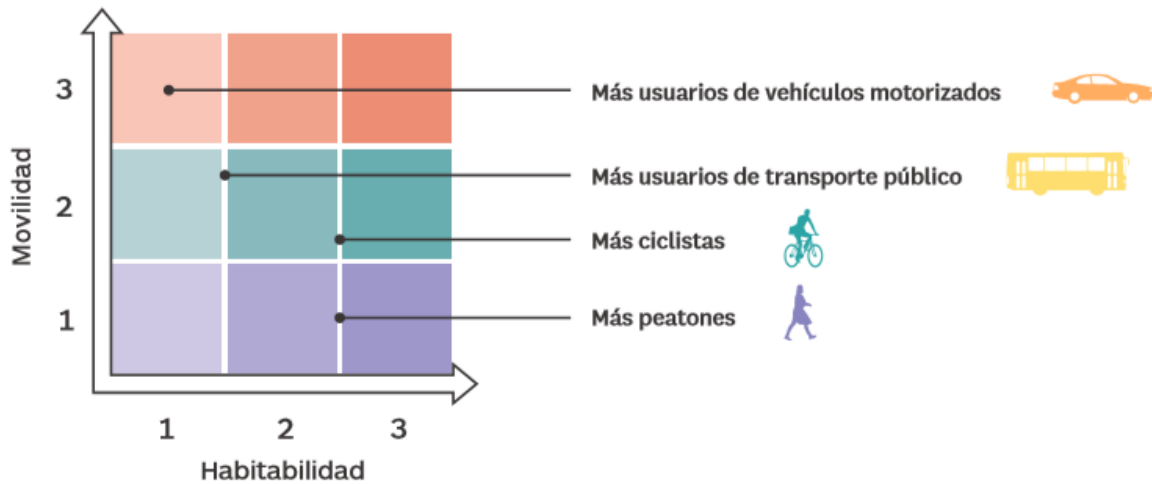 3
Más usuarios de vehículos motorizados
Más usuarios de transporte público
Movilidad
2
Más ciclistas
1
Más peatones
1 2 3
Habitabilidad